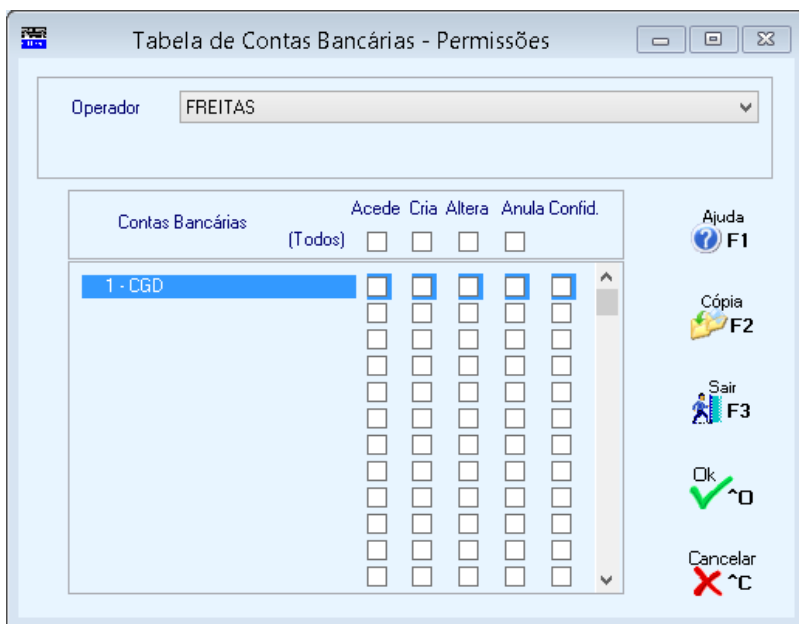 Tabela de Contas Bancárias - Permissões
Operador FREITAS
Contas Bancárias Acede Cria Altera Anula Confid.
(Todos)
1 - CGD
Ajuda
F1
Cópia
F2
Sair
F3
Ok
^O
Cancelar
^C